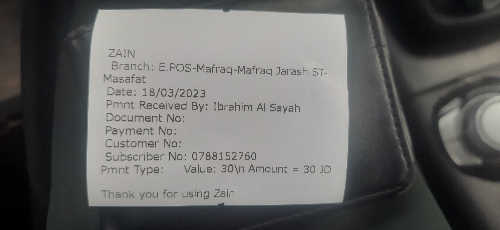 ZAIN
Branch: E.POS-Mafraq-Mafraq Jarash ST-
Masafat
Date: 18/03/2023
Pmnt Received By: Ibrahim Al Sayah
Document No:
Payment No:
Customer No:
Subscriber No: 0788152760
Pmnt Type: Value: 30\n Amount = 30 JD
Thank you for using Zain